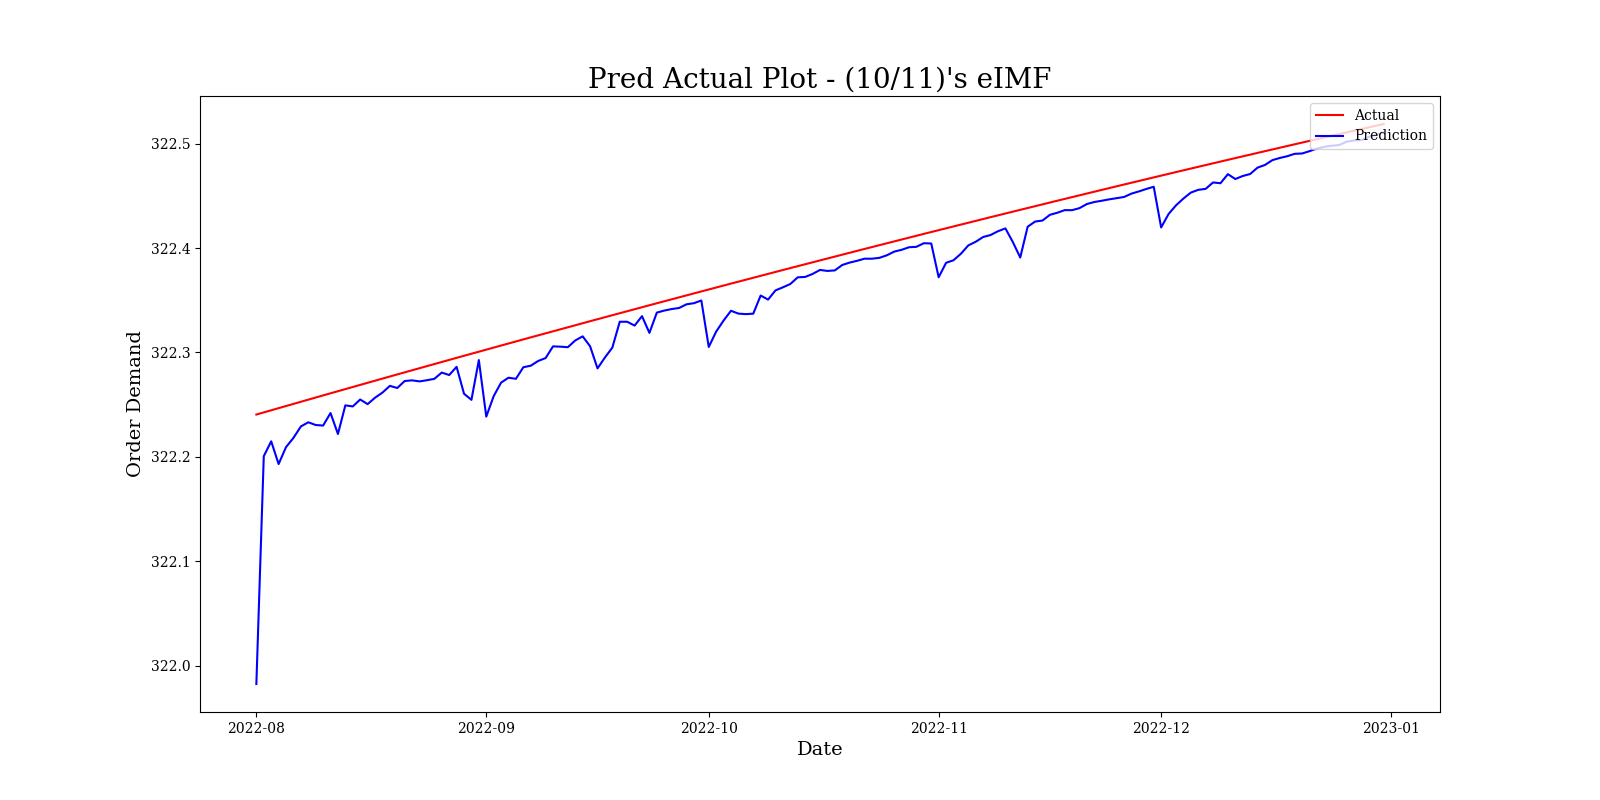 Pred Actual Plot - (10/11)'s eIMF
Actual
Prediction
322.5
322.4
322.3
322.2
322.1
322.0
Order Demand
2022-08
2022-09
2022-10
2022-11
2022-12
2023-01
Date